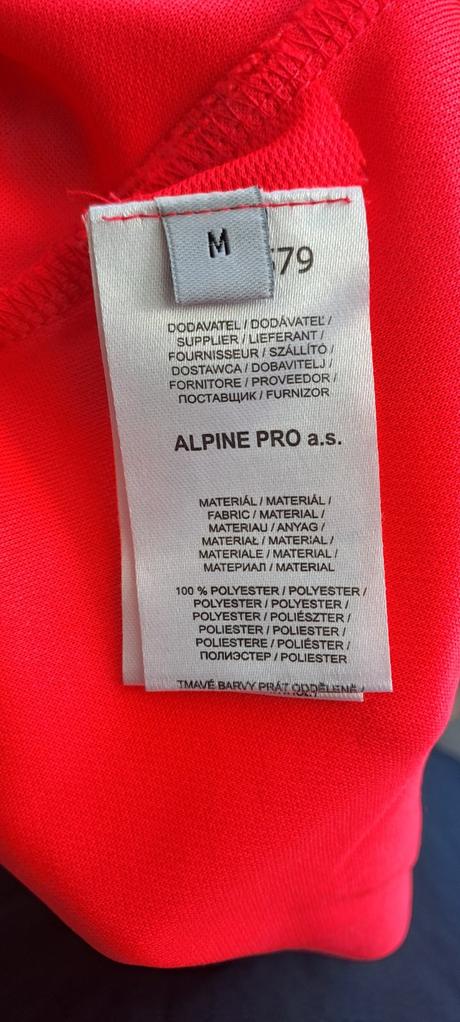 M
579
DODAVATEL / DODÁVATEĽ /
SUPPLIER / LIEFERANT /
FOURNISSEUR / SZÁLLÍTÓ /
DOSTAWCA / DOBAVITELJ /
FORNITORE / PROVEEDOR /
ПОСТАВЩИК / FURNIZOR
ALPINE PRO a.s.
MATERIÁL / MATERIÁL /
FABRIC / MATERIAL /
MATERIAU / ANYAG /
MATERIAŁ / MATERIAL /
MATERIALE / MATERIAL /
МАТЕРИАЛ / MATERIAL
100 % POLYESTER / POLYESTER /
POLYESTER / POLYESTER /
POLYESTER / POLIÉSZTER /
POLIESTER / POLIESTER /
POLIESTERE / POLIÉSTER /
ПОЛИЭСТЕР / POLIESTER
TMAVÉ BARVY PRÁT ODDĚLENĚ /